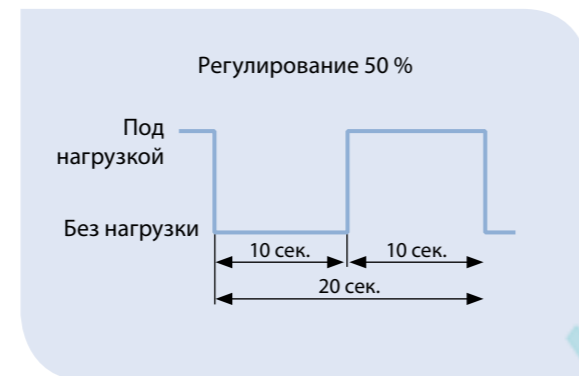 Регулирование 50 %
Под
нагрузкой
Без нагрузки
10 сек.
10 сек.
20 сек.